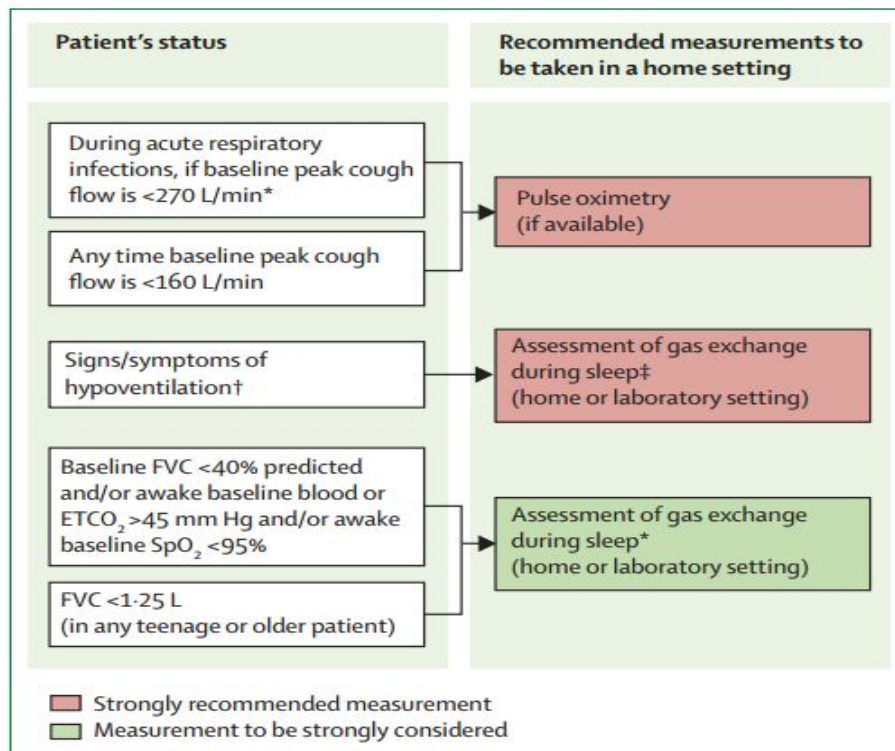 Patient's status
Recommended measurements to
be taken in a home setting
During acute respiratory
infections, if baseline peak cough
flow is <270 L/min*
Any time baseline peak cough
flow is <160 L/min
Pulse oximetry
(if available)
Signs/symptoms of
hypoventilation†
Assessment of gas exchange
during sleep‡
(home or laboratory setting)
Baseline FVC <40% predicted
and/or awake baseline blood or
ETCO₂ >45 mm Hg and/or awake
baseline SpO₂ <95%
FVC <1·25 L
(in any teenage or older patient)
Assessment of gas exchange
during sleep*
(home or laboratory setting)
Strongly recommended measurement
Measurement to be strongly considered